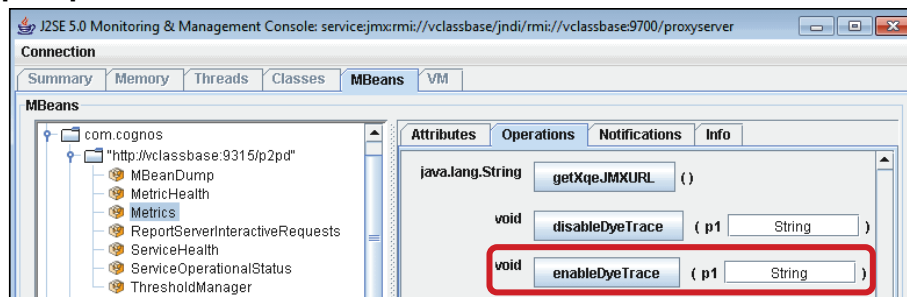 J2SE 5.0 Monitoring & Management Console: service:jmx:rmi://vclassbase/jndi/rmi://vclassbase:9700/proxyserver
Connection
Summary Memory Threads Classes MBeans VM
MBeans
com.cognos
"http://vclassbase:9315/p2pd"
MBeanDump
MetricHealth
Metrics
ReportServerInteractiveRequests
ServiceHealth
ServiceOperationalStatus
ThresholdManager
Attributes Operations Notifications Info
java.lang.String getXqeJMXURL ()
void disableDyeTrace ( p1 String )
void enableDyeTrace ( p1 String )